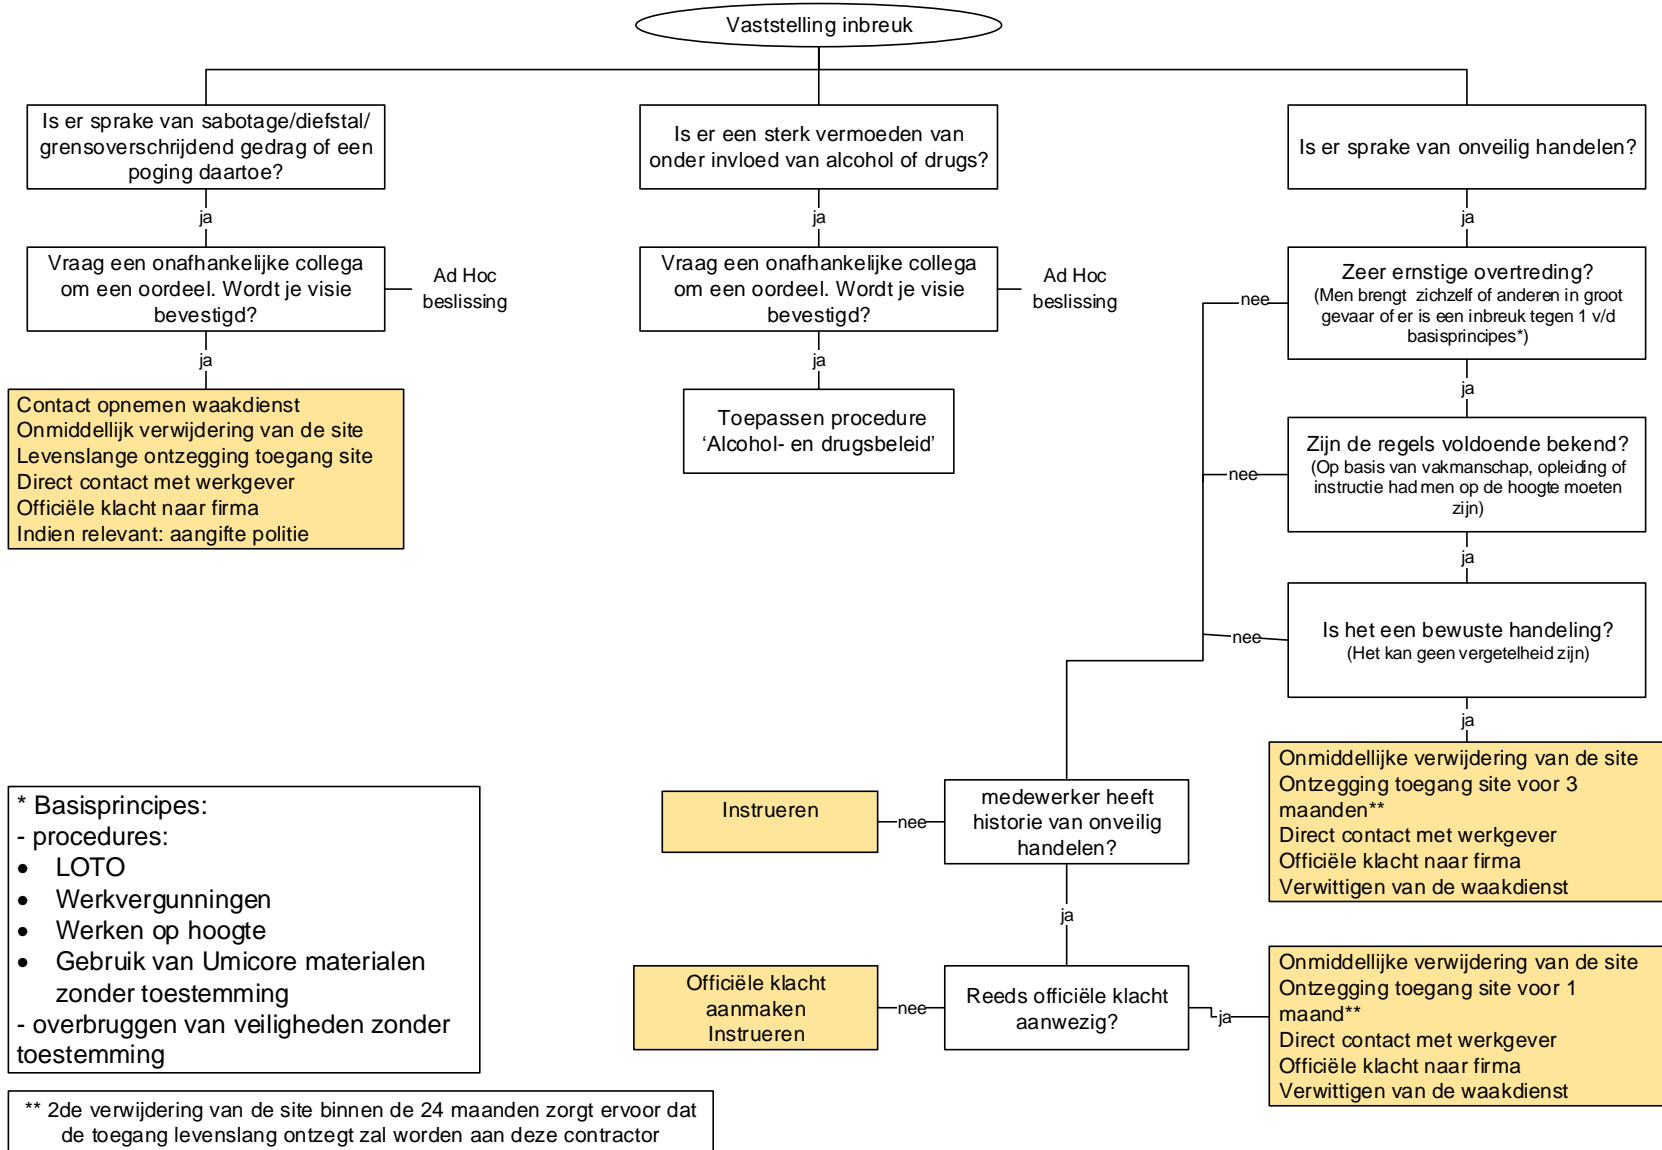 Vaststelling inbreuk
Is er sprake van sabotage/diefstal/
grensoverschrijdend gedrag of een
poging daartoe?
ja
Vraag een onafhankelijke collega
om een oordeel. Wordt je visie
bevestigd?
Ad Hoc
beslissing
ja
Contact opnemen waakdienst
Onmiddellijk verwijdering van de site
Levenslange ontzegging toegang site
Direct contact met werkgever
Officiële klacht naar firma
Indien relevant: aangifte politie
Is er een sterk vermoeden van
onder invloed van alcohol of drugs?
ja
Vraag een onafhankelijke collega
om een oordeel. Wordt je visie
bevestigd?
Ad Hoc
beslissing
ja
Toepassen procedure
‘Alcohol- en drugsbeleid’
Is er sprake van onveilig handelen?
ja
Zeer ernstige overtreding?
(Men brengt zichzelf of anderen in groot
gevaar of er is een inbreuk tegen 1 v/d
basisprincipes*)
nee
ja
Zijn de regels voldoende bekend?
(Op basis van vakmanschap, opleiding of
instructie had men op de hoogte moeten
zijn)
nee
ja
Is het een bewuste handeling?
(Het kan geen vergetelheid zijn)
nee
ja
Onmiddellijke verwijdering van de site
Ontzegging toegang site voor 3
maanden**
Direct contact met werkgever
Officiële klacht naar firma
Verwittigen van de waakdienst
medewerker heeft
historie van onveilig
handelen?
nee
Instrueren
ja
Reeds officiële klacht
aanwezig?
nee
Officiële klacht
aanmaken
Instrueren
ja
Onmiddellijke verwijdering van de site
Ontzegging toegang site voor 1
maand**
Direct contact met werkgever
Officiële klacht naar firma
Verwittigen van de waakdienst
* Basisprincipes:
- procedures:
• LOTO
• Werkvergunningen
• Werken op hoogte
• Gebruik van Umicore materialen
zonder toestemming
- overbruggen van veiligheden zonder
toestemming
** 2de verwijdering van de site binnen de 24 maanden zorgt ervoor dat
de toegang levenslang ontzegt zal worden aan deze contractor